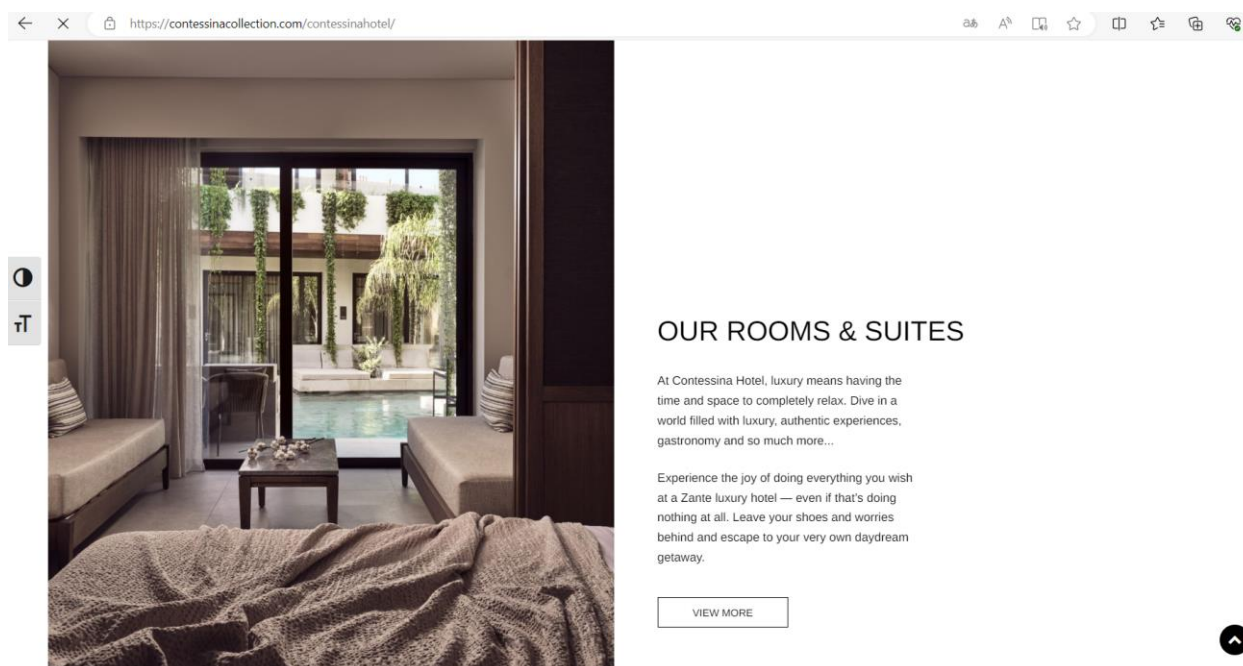 https://contessinacollection.com/contessinahotel/
OUR ROOMS & SUITES
At Contessina Hotel, luxury means having the
time and space to completely relax. Dive in a
world filled with luxury, authentic experiences,
gastronomy and so much more...
Experience the joy of doing everything you wish
at a Zante luxury hotel — even if that's doing
nothing at all. Leave your shoes and worries
behind and escape to your very own daydream
getaway.
VIEW MORE